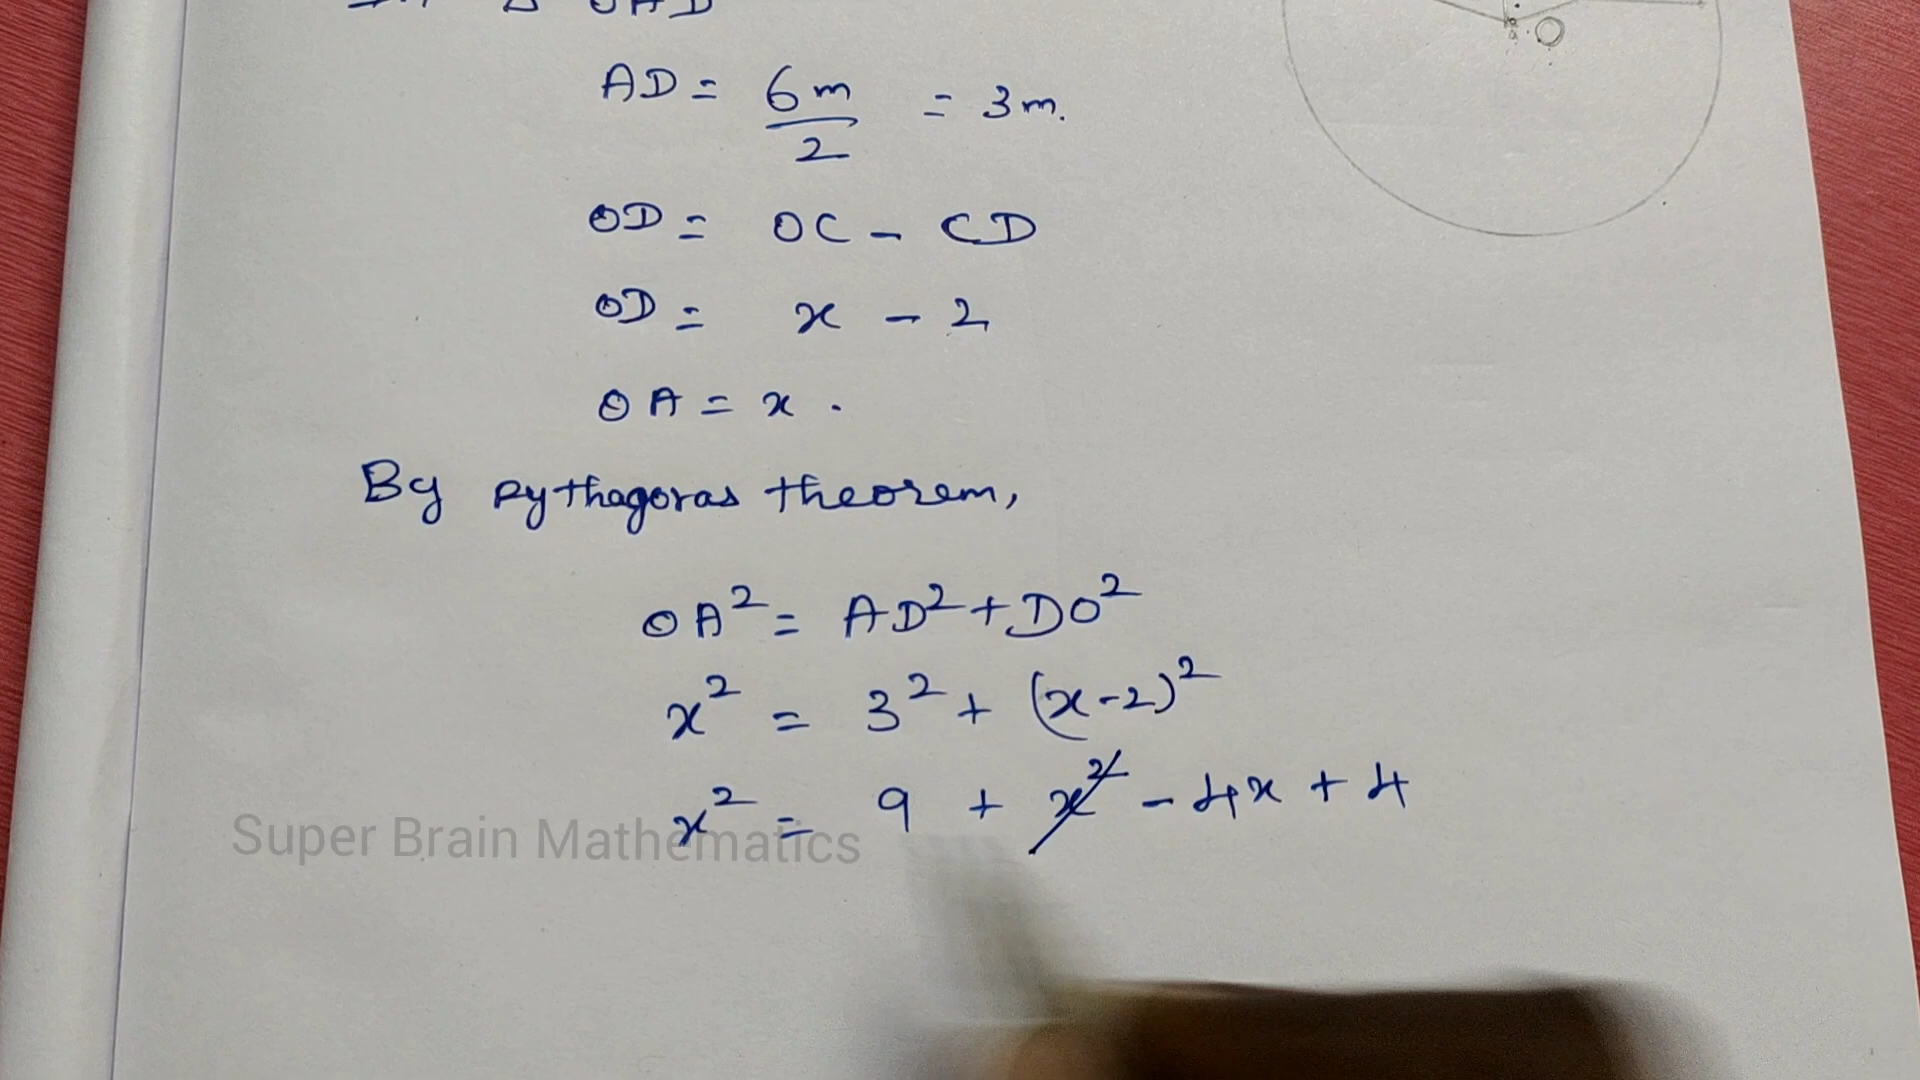 Δ OAD
O
AD = 6m/2 = 3m.
OD = OC - CD
OD = x - 2
OA = x .
By pythagoras theorem,
OA² = AD² + DO²
x² = 3² + (x-2)²
x² = 9 + x² - 4x + 4
Super Brain Mathematics